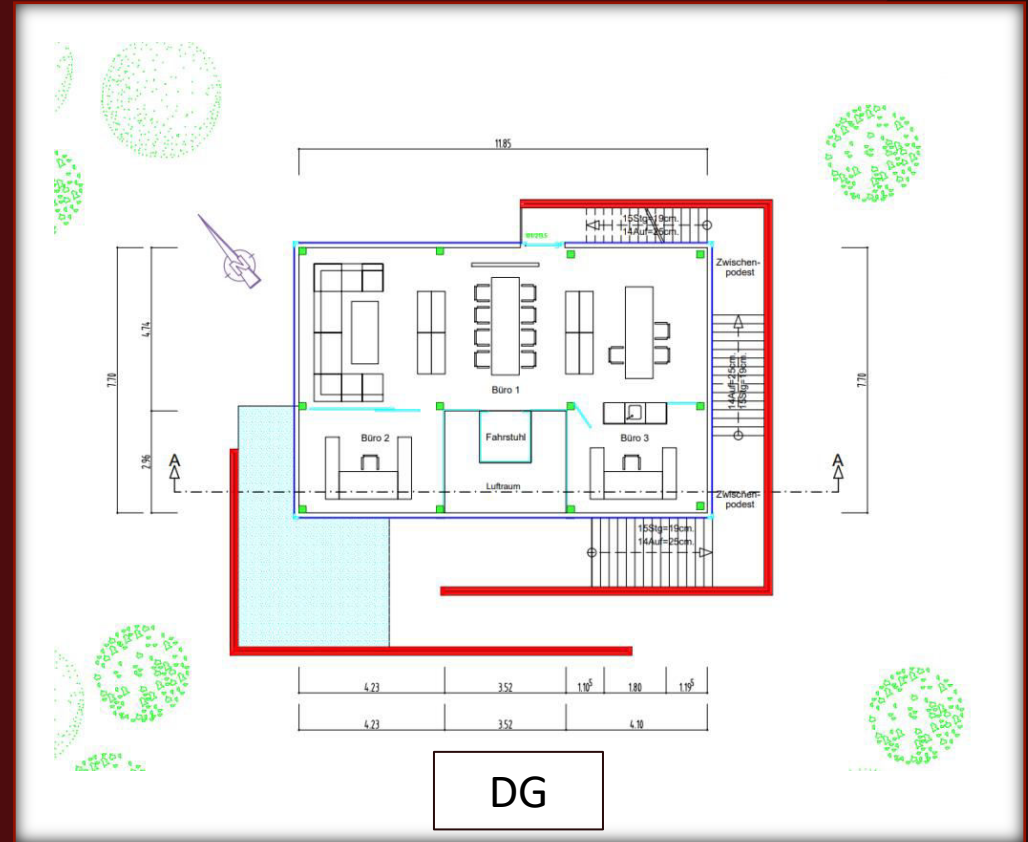 11.85
15Stg=19cm.
14Auf=25cm.
Zwischen-
podest
N
4.74
7.70
2.96
14Auf=25cm.
15Stg=19cm.
7.70
Büro 1
Büro 2
Fahrstuhl
Büro 3
A
A
Luftraum
Zwischen-
podest
15Stg=19cm.
14Auf=25cm.
4.23
3.52
1.10⁵
1.80
1.19⁵
4.23
3.52
4.10
DG